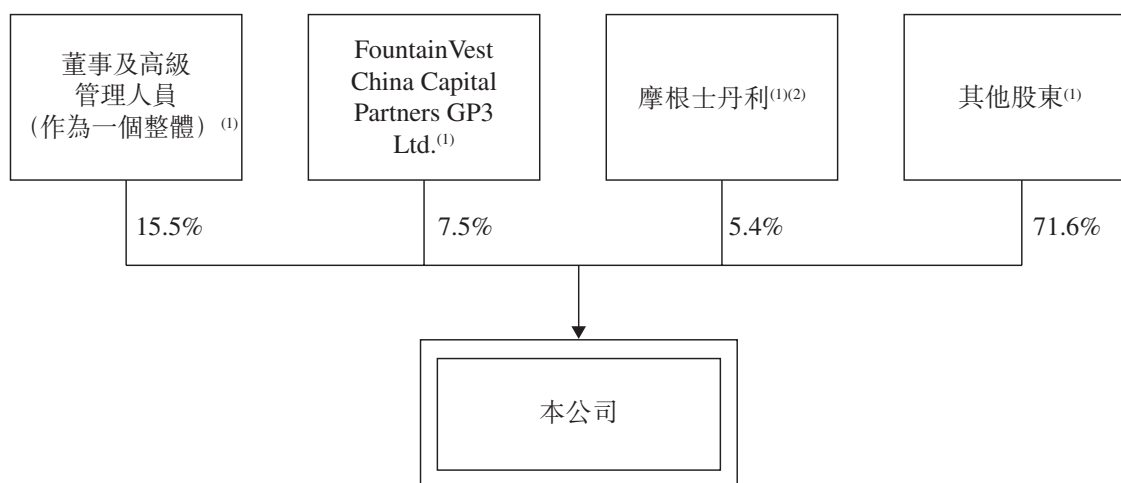 董事及高級
管理人員
（作為一個整體）(1)
FountainVest
China Capital
Partners GP3
Ltd.(1)
摩根士丹利(1)(2)
其他股東(1)
15.5%
7.5%
5.4%
71.6%
本公司